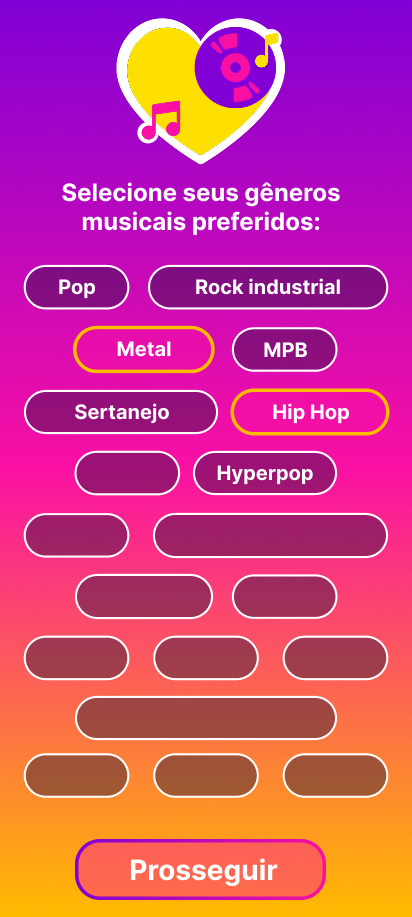 Selecione seus gêneros
musicais preferidos:
Pop
Rock industrial
Metal
MPB
Sertanejo
Hip Hop
Hyperpop
Prosseguir